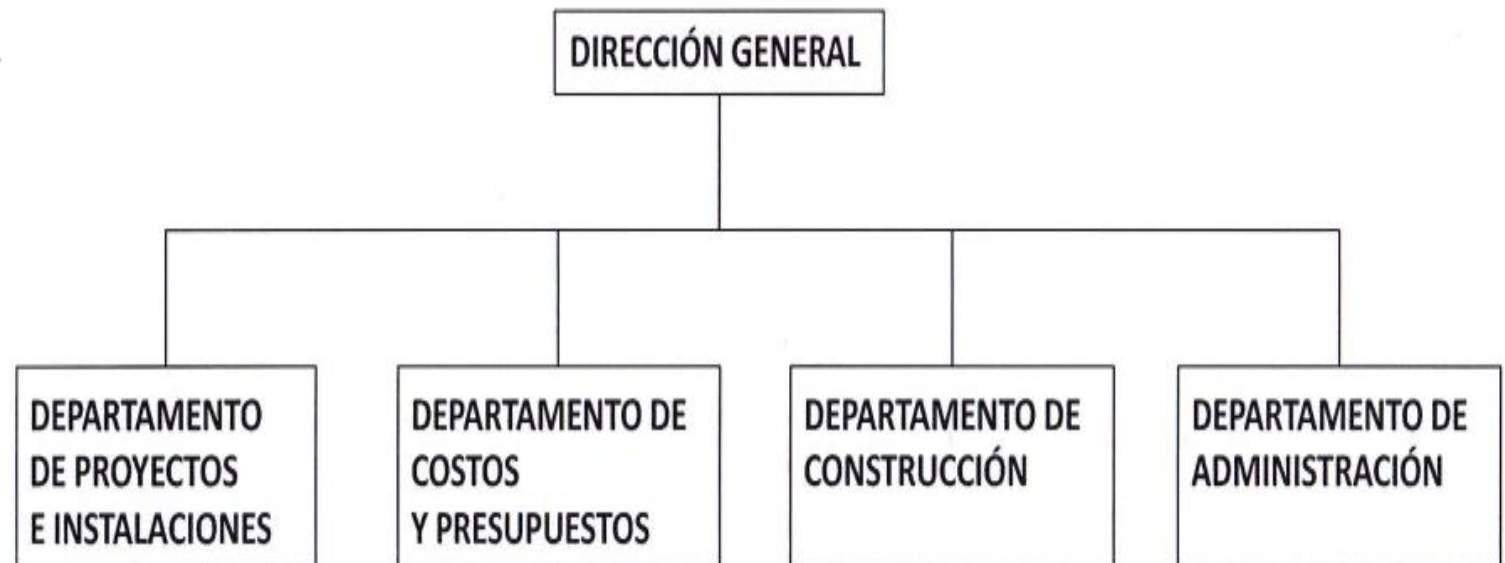 DIRECCIÓN GENERAL
DEPARTAMENTO
DE PROYECTOS
E INSTALACIONES
DEPARTAMENTO DE
COSTOS
Y PRESUPUESTOS
DEPARTAMENTO DE
CONSTRUCCIÓN
DEPARTAMENTO DE
ADMINISTRACIÓN